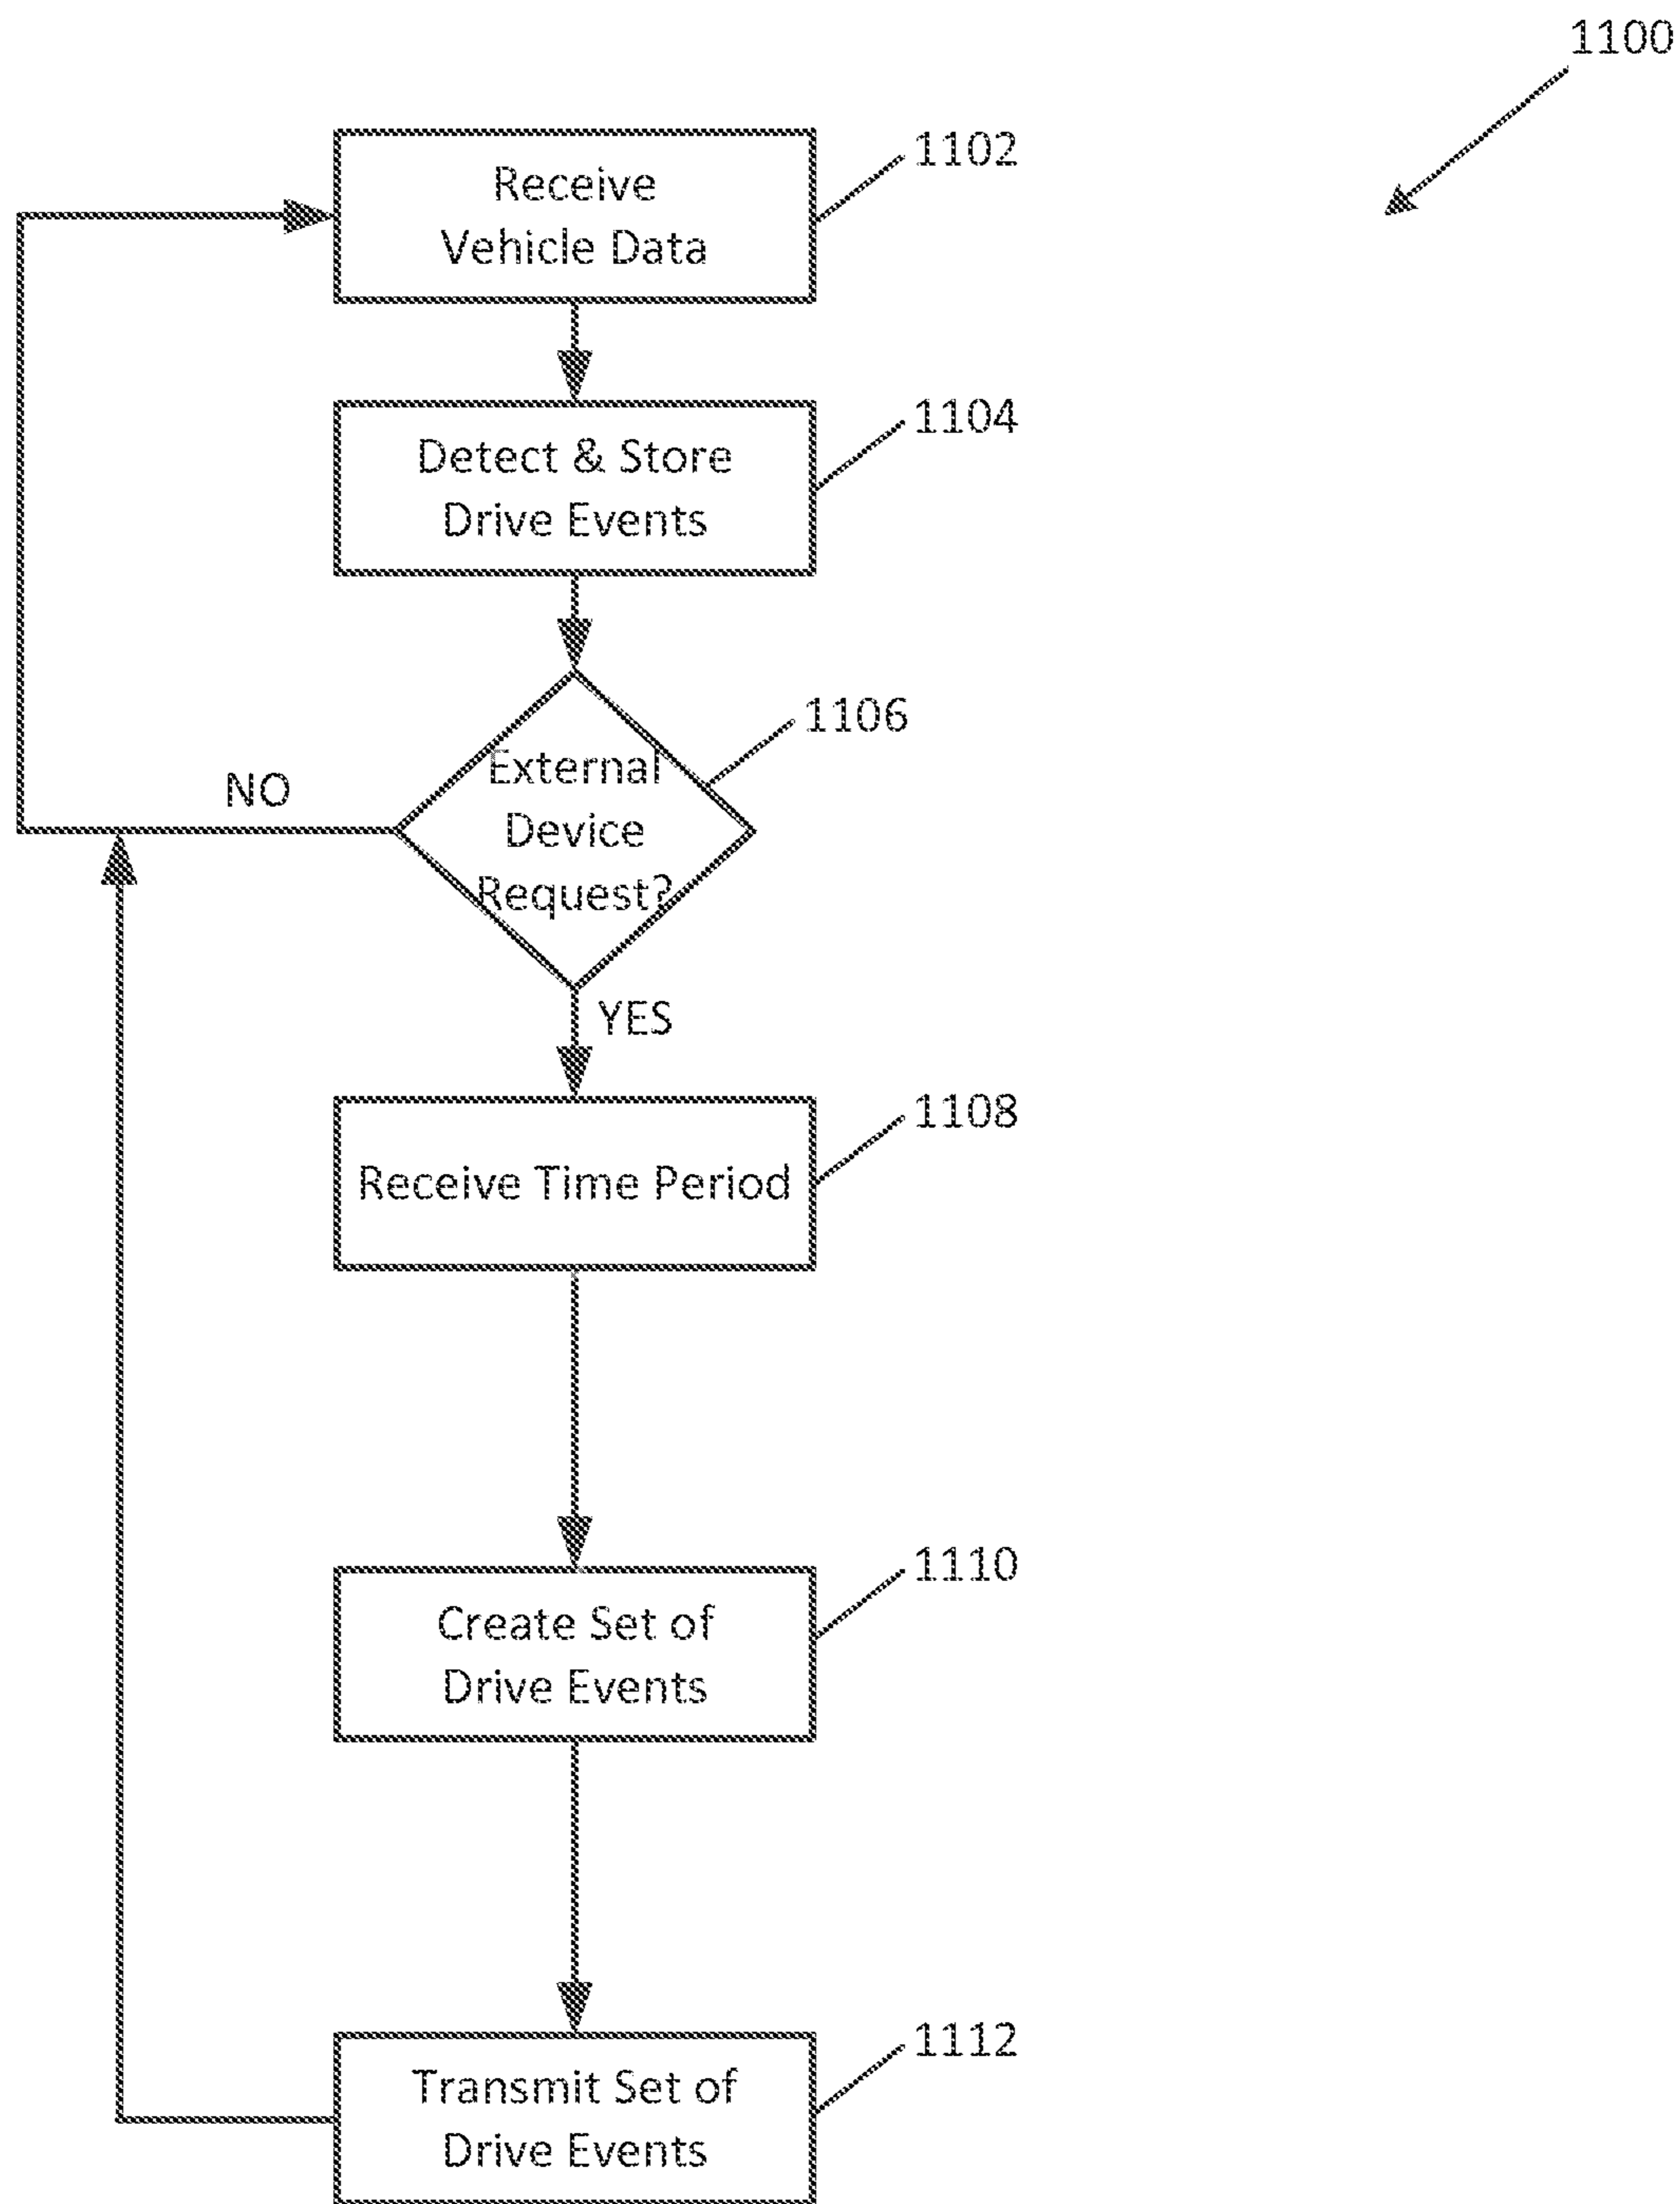 1100
Receive
Vehicle Data
1102
Detect & Store
Drive Events
1104
External
Device
Request?
1106
NO
YES
Receive Time Period
1108
Create Set of
Drive Events
1110
Transmit Set of
Drive Events
1112